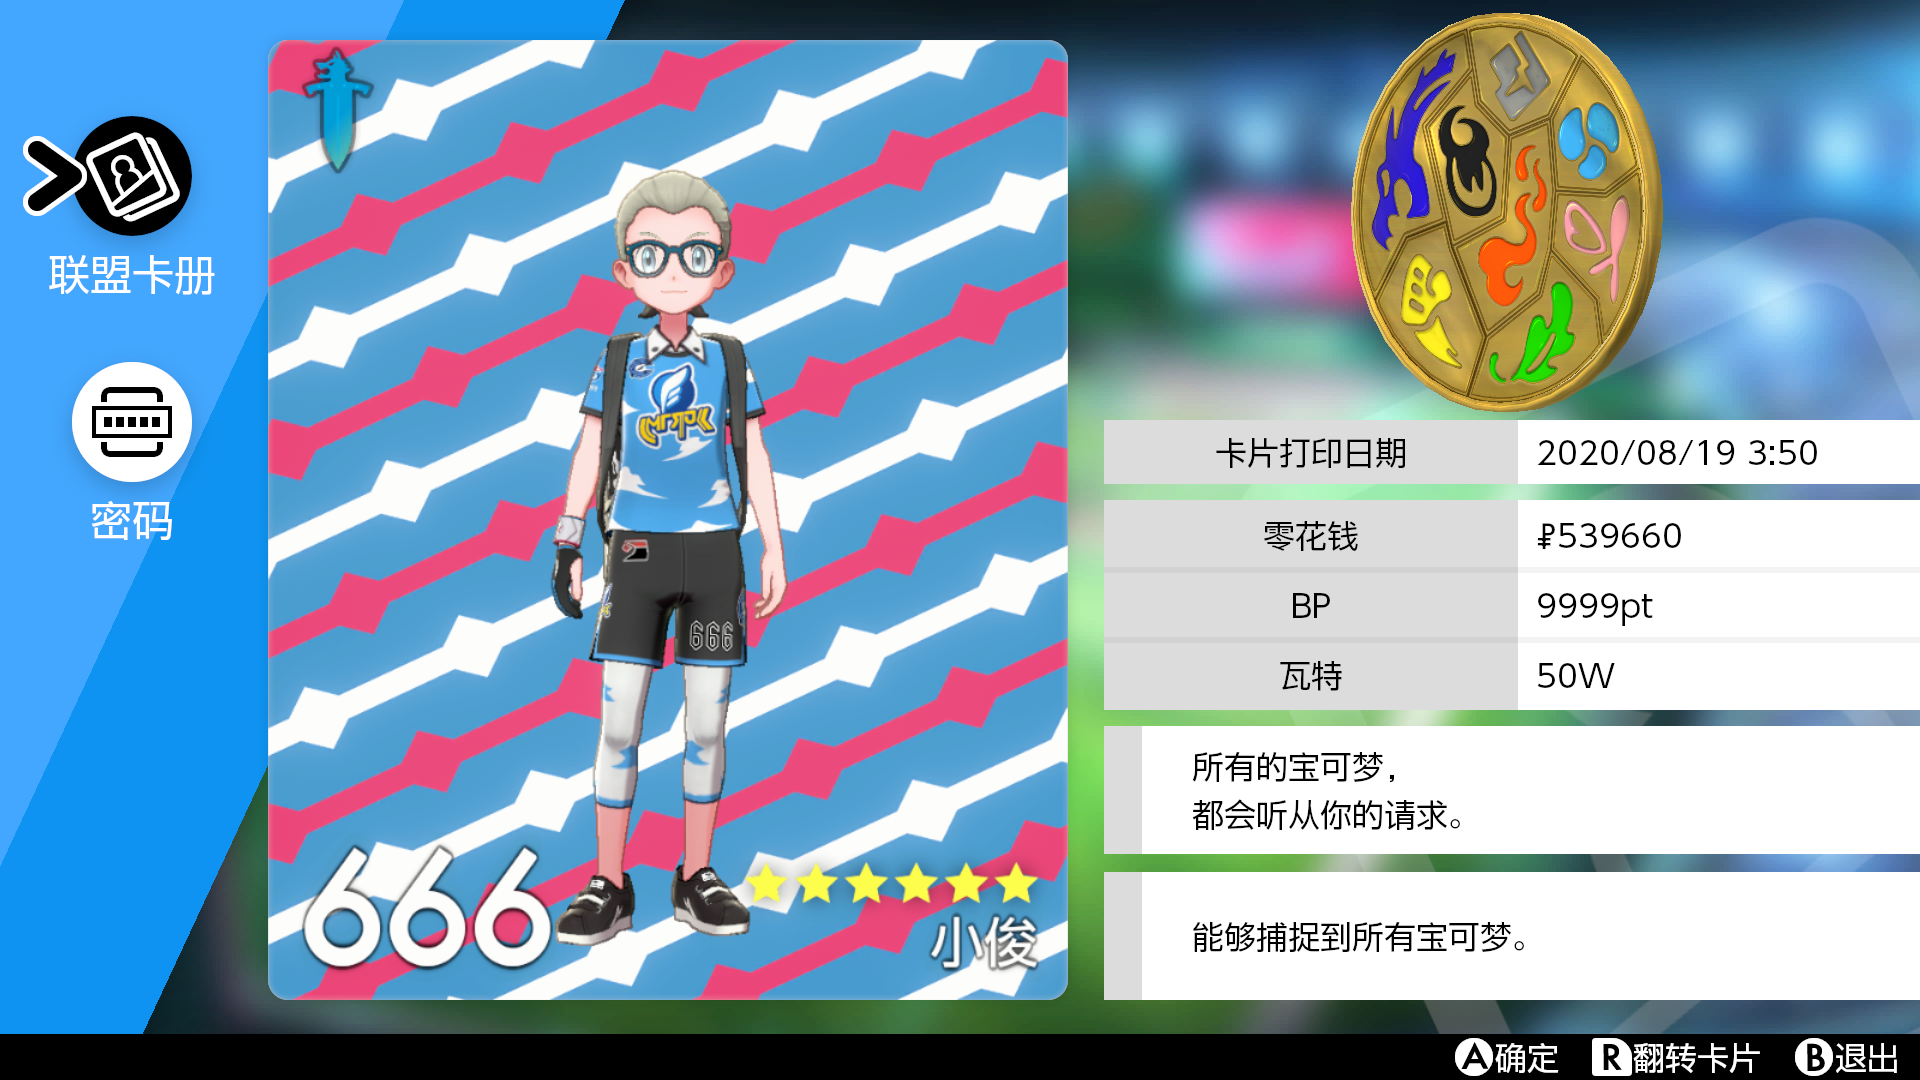 联盟卡册
密码
666
666
小俊
卡片打印日期 2020/08/19 3:50
零花钱 ₽539660
BP 9999pt
瓦特 50W
所有的宝可梦，
都会听从你的请求。
能够捕捉到所有宝可梦。
A确定 R翻转卡片 B退出